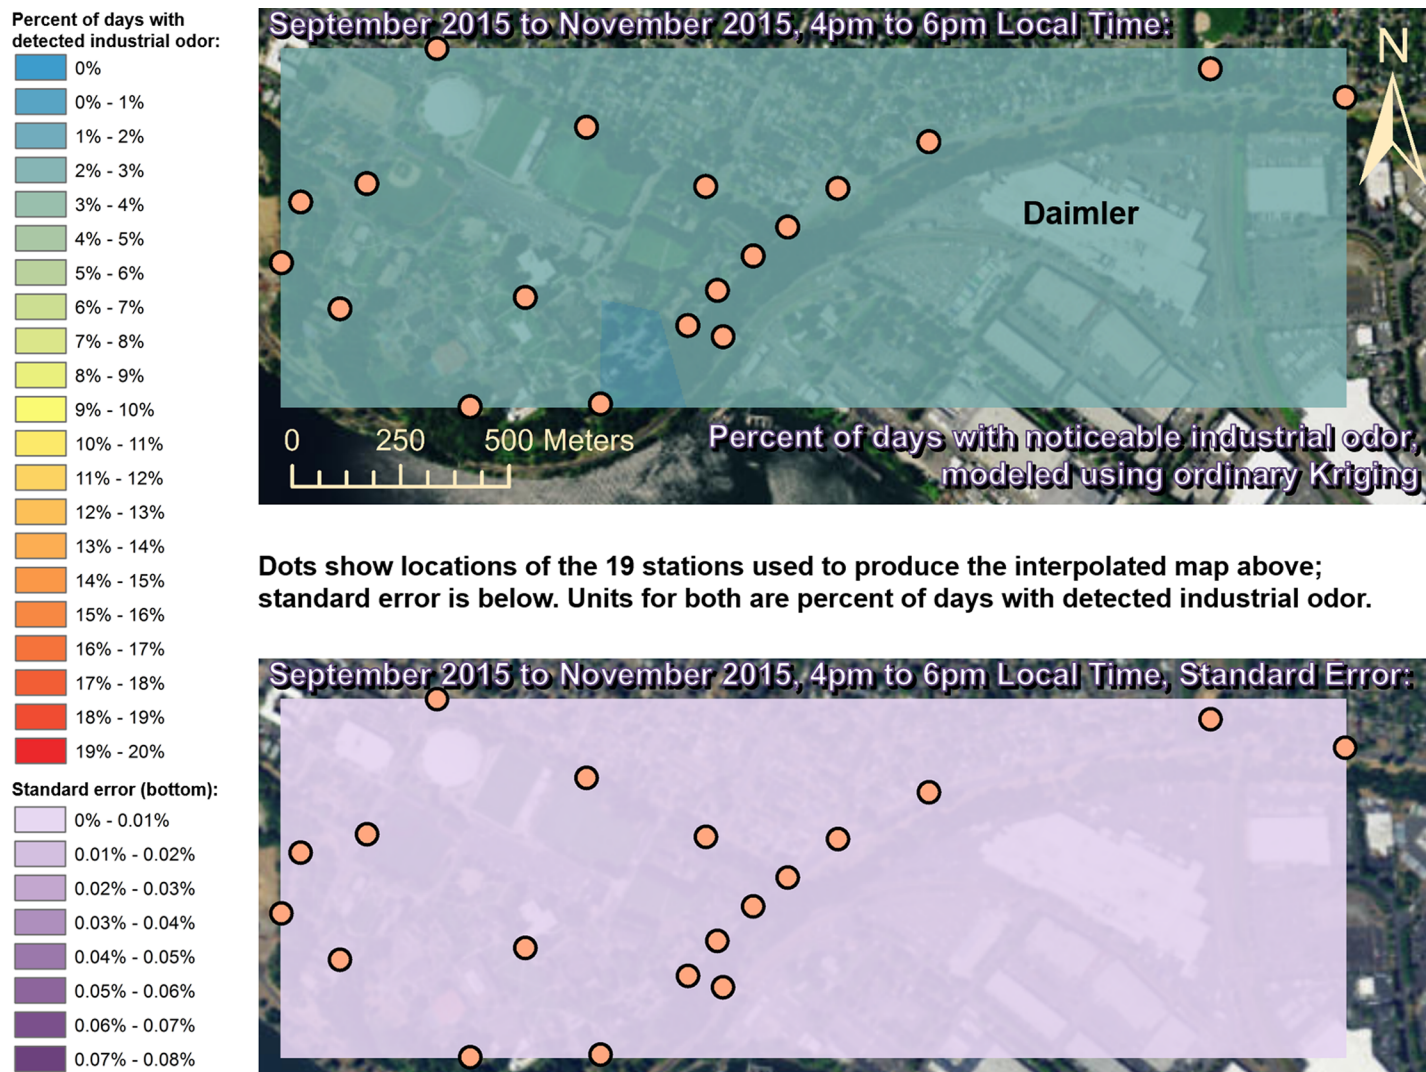 Percent of days with
detected industrial odor:
0%
0% - 1%
1% - 2%
2% - 3%
3% - 4%
4% - 5%
5% - 6%
6% - 7%
7% - 8%
8% - 9%
9% - 10%
10% - 11%
11% - 12%
12% - 13%
13% - 14%
14% - 15%
15% - 16%
16% - 17%
17% - 18%
18% - 19%
19% - 20%
Standard error (bottom):
0% - 0.01%
0.01% - 0.02%
0.02% - 0.03%
0.03% - 0.04%
0.04% - 0.05%
0.05% - 0.06%
0.06% - 0.07%
0.07% - 0.08%
September 2015 to November 2015, 4pm to 6pm Local Time:
N
Daimler
0 250 500 Meters
Percent of days with noticeable industrial odor,
modeled using ordinary Kriging
Dots show locations of the 19 stations used to produce the interpolated map above;
standard error is below. Units for both are percent of days with detected industrial odor.
September 2015 to November 2015, 4pm to 6pm Local Time, Standard Error: